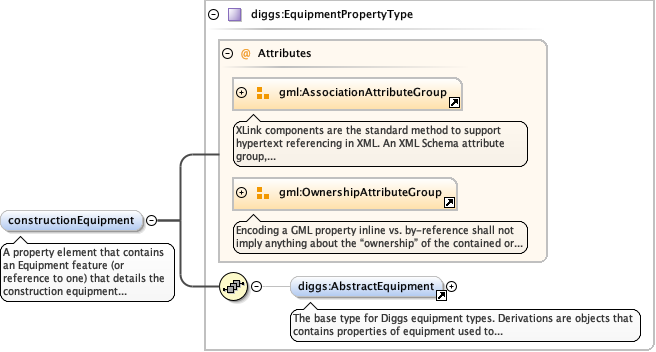 diggs:EquipmentPropertyType
@ Attributes
gml:AssociationAttributeGroup
XLink components are the standard method to support
hypertext referencing in XML. An XML Schema attribute
group,...
gml:OwnershipAttributeGroup
Encoding a GML property inline vs. by-reference shall not
imply anything about the “ownership” of the contained or...
constructionEquipment
A property element that contains
an Equipment feature (or
reference to one) that details the
construction equipment...
diggs:AbstractEquipment
The base type for Diggs equipment types. Derivations are objects that
contains properties of equipment used to...